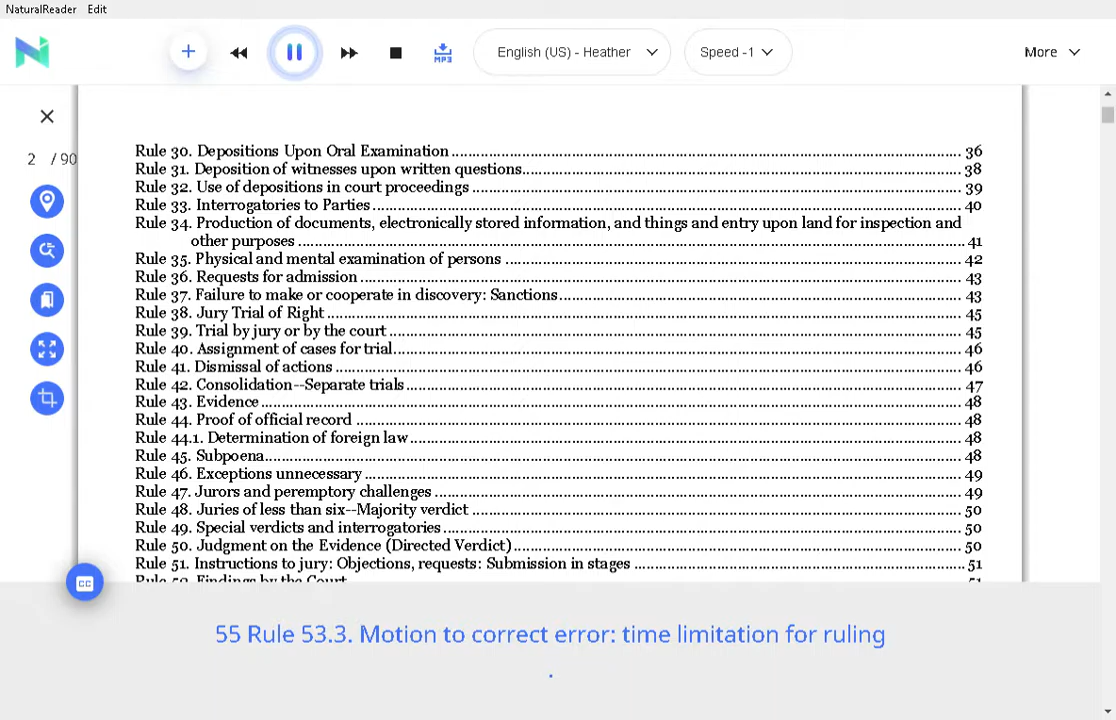 NaturalReader Edit
MP3 English (US) - Heather Speed -1 More
2 / 90
Rule 30. Depositions Upon Oral Examination 36
Rule 31. Deposition of witnesses upon written questions 38
Rule 32. Use of depositions in court proceedings 39
Rule 33. Interrogatories to Parties 40
Rule 34. Production of documents, electronically stored information, and things and entry upon land for inspection and
other purposes 41
Rule 35. Physical and mental examination of persons 42
Rule 36. Requests for admission 43
Rule 37. Failure to make or cooperate in discovery: Sanctions 43
Rule 38. Jury Trial of Right 45
Rule 39. Trial by jury or by the court 45
Rule 40. Assignment of cases for trial 46
Rule 41. Dismissal of actions 46
Rule 42. Consolidation--Separate trials 47
Rule 43. Evidence 48
Rule 44. Proof of official record 48
Rule 44.1. Determination of foreign law 48
Rule 45. Subpoena 48
Rule 46. Exceptions unnecessary 49
Rule 47. Jurors and peremptory challenges 49
Rule 48. Juries of less than six--Majority verdict 50
Rule 49. Special verdicts and interrogatories 50
Rule 50. Judgment on the Evidence (Directed Verdict) 50
Rule 51. Instructions to jury: Objections, requests: Submission in stages 51
Rule 52. Findings by the Court 51
CC
55 Rule 53.3. Motion to correct error: time limitation for ruling
.